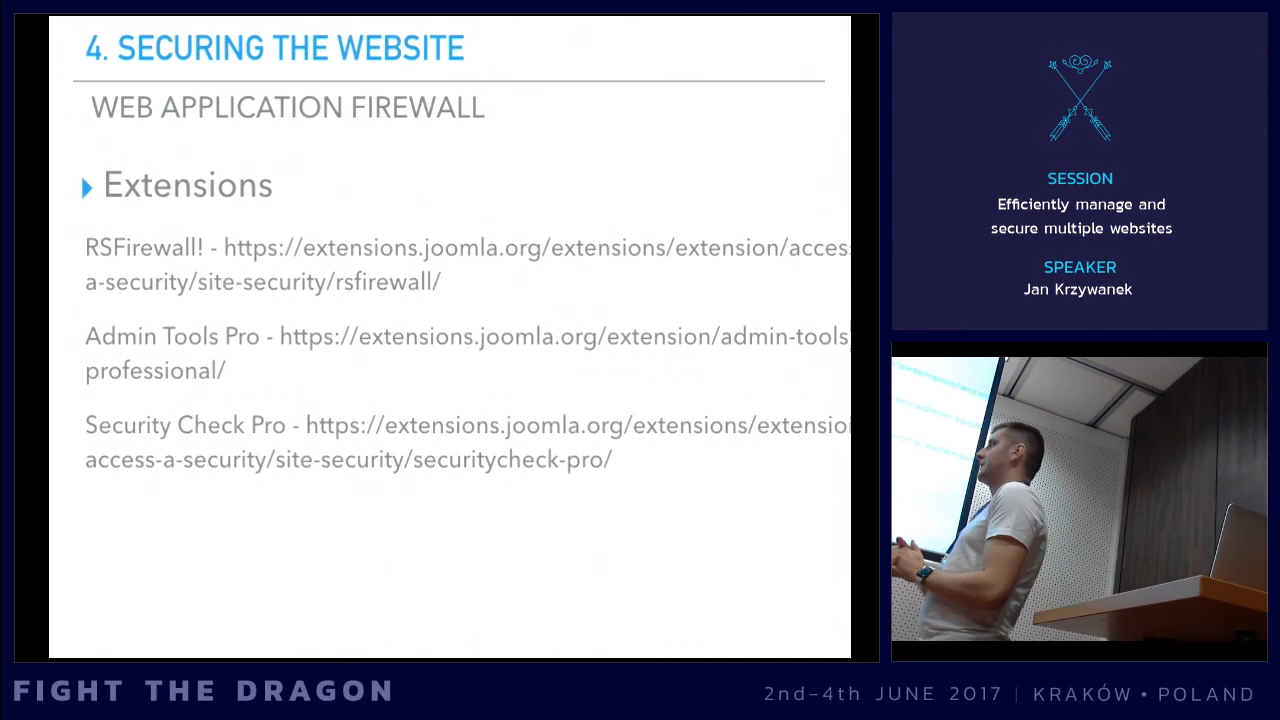 4. SECURING THE WEBSITE
WEB APPLICATION FIREWALL
Extensions
RSFirewall! - https://extensions.joomla.org/extensions/extension/access
a-security/site-security/rsfirewall/
Admin Tools Pro - https://extensions.joomla.org/extension/admin-tools
professional/
Security Check Pro - https://extensions.joomla.org/extensions/extensio
access-a-security/site-security/securitycheck-pro/
SESSION
Efficiently manage and
secure multiple websites
SPEAKER
Jan Krzywanek
FIGHT THE DRAGON
2nd-4th JUNE 2017 | KRAKÓW • POLAND